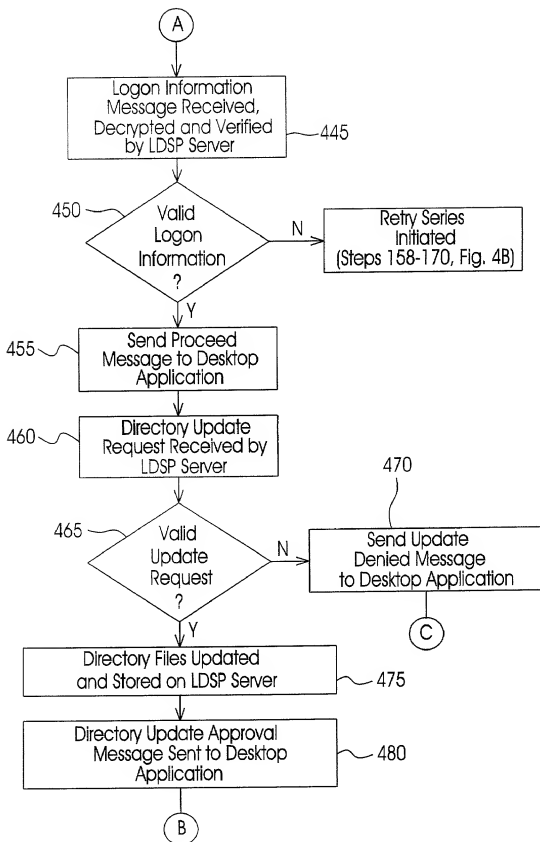 A
Logon Information
Message Received,
Decrypted and Verified
by LDSP Server
445
450
Valid
Logon
Information
?
N
Retry Series
Initiated
(Steps 158-170, Fig. 4B)
Y
455
Send Proceed
Message to Desktop
Application
460
Directory Update
Request Received by
LDSP Server
465
Valid
Update
Request
?
N
470
Send Update
Denied Message
to Desktop Application
C
Y
Directory Files Updated
and Stored on LDSP Server
475
Directory Update Approval
Message Sent to Desktop
Application
480
B